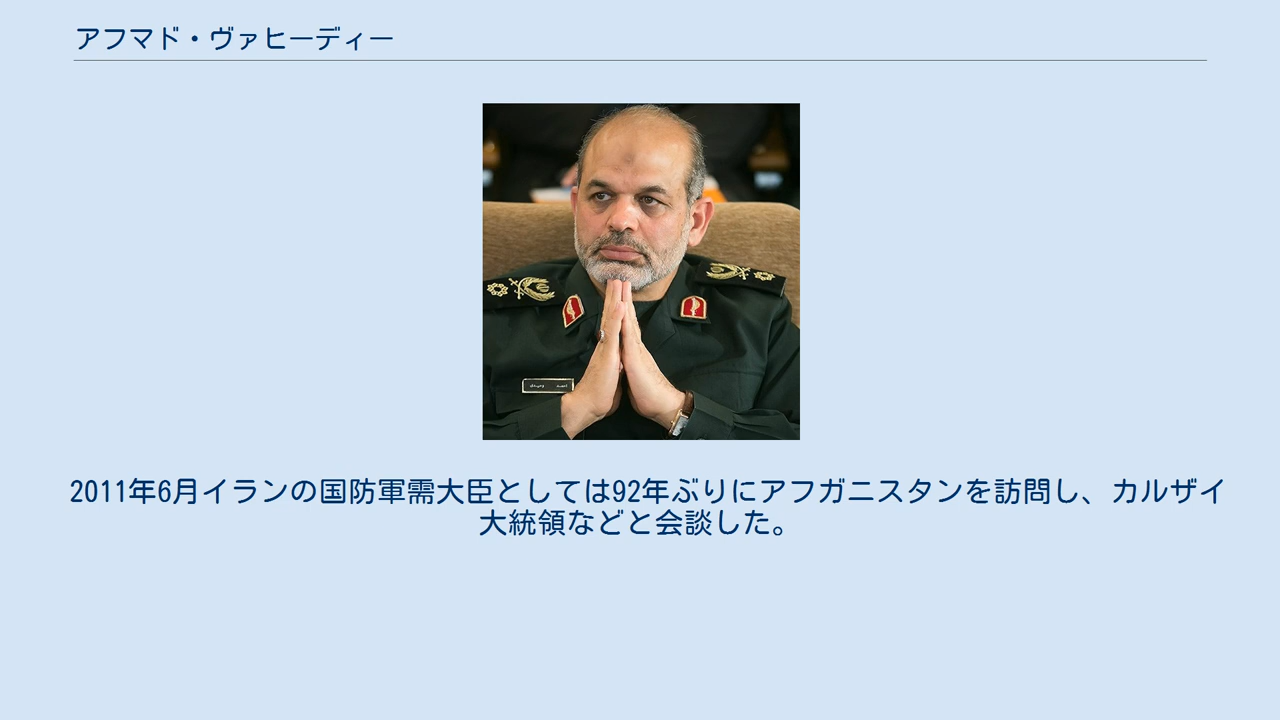 アフマド・ヴァヒーディー
2011年6月イランの国防軍需大臣としては92年ぶりにアフガニスタンを訪問し、カルザイ
大統領などと会談した。